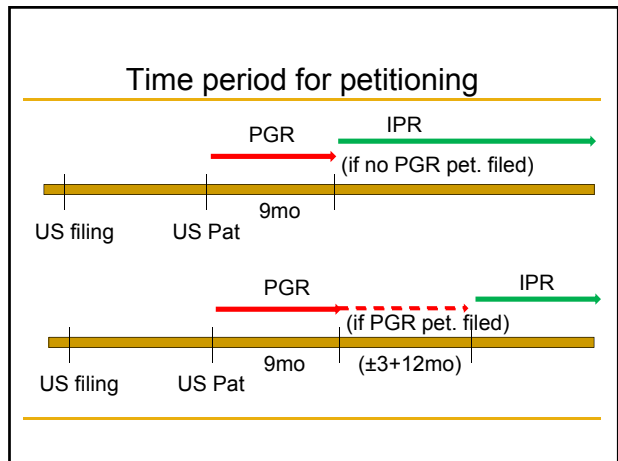 Time period for petitioning
PGR
IPR
(if no PGR pet. filed)
9mo
US filing
US Pat
PGR
IPR
(if PGR pet. filed)
9mo
(±3+12mo)
US filing
US Pat